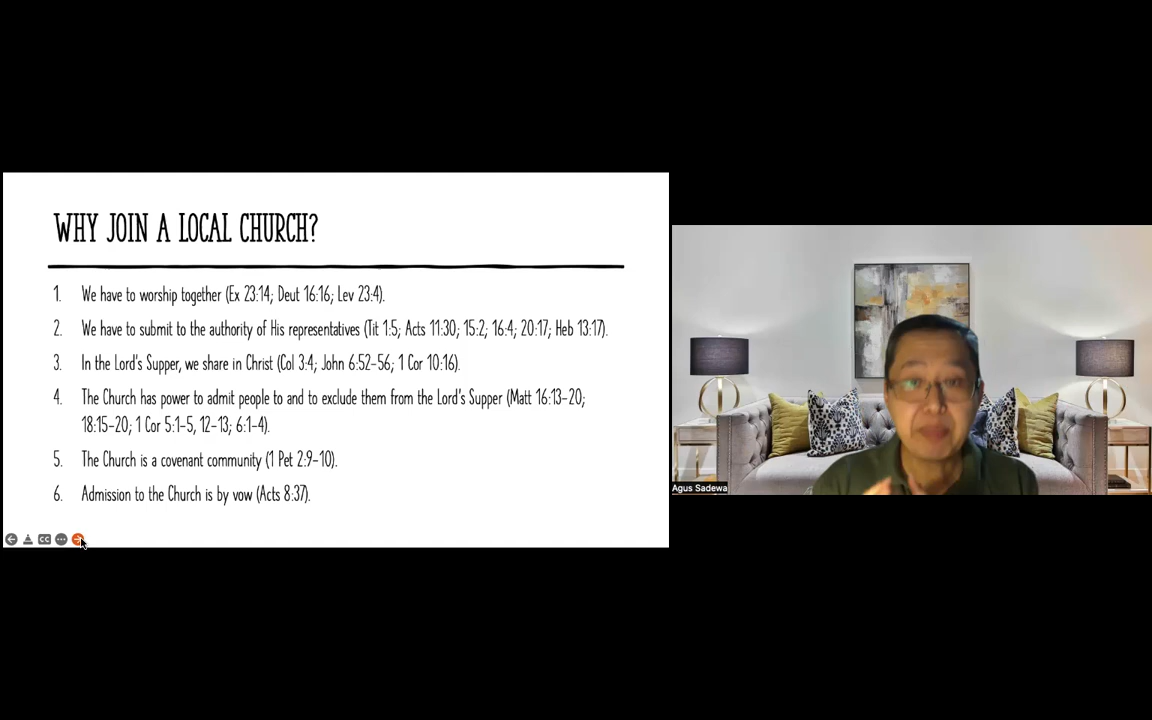 WHY JOIN A LOCAL CHURCH?
1. We have to worship together (Ex 23:14; Deut 16:16; Lev 23:4).
2. We have to submit to the authority of His representatives (Tit 1:5; Acts 11:30; 15:2; 16:4; 20:17; Heb 13:17).
3. In the Lord's Supper, we share in Christ (Col 3:4; John 6:52-56; 1 Cor 10:16).
4. The Church has power to admit people to and to exclude them from the Lord's Supper (Matt 16:13-20;
18:15-20; 1 Cor 5:1-5, 12-13; 6:1-4).
5. The Church is a covenant community (1 Pet 2:9-10).
6. Admission to the Church is by vow (Acts 8:37).
CC
Agus Sadewa